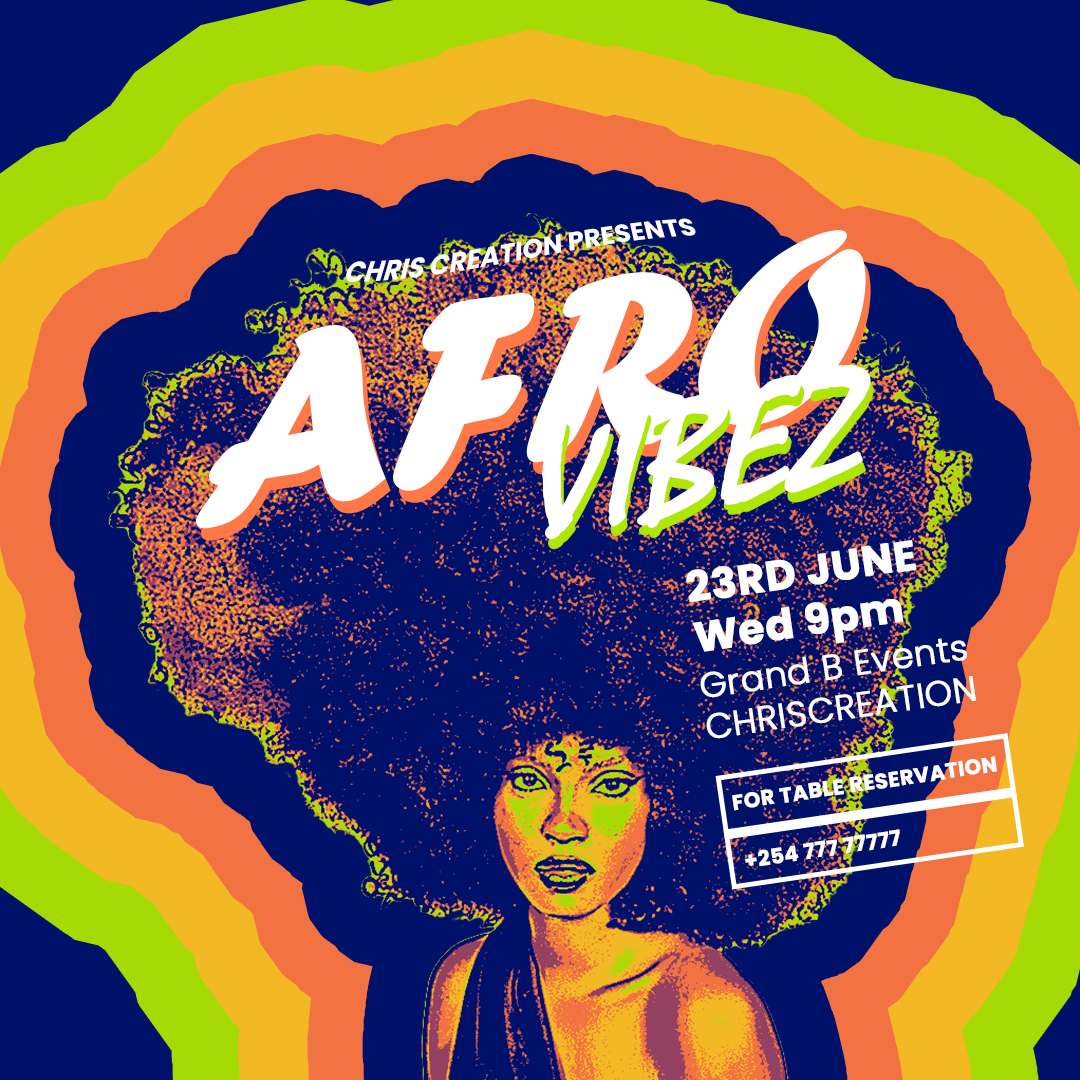 CHRIS CREATION PRESENTS
AFRO
VIBEZ
23RD JUNE
Wed 9pm
Grand B Events
CHRISCREATION
FOR TABLE RESERVATION
+254 777 77777